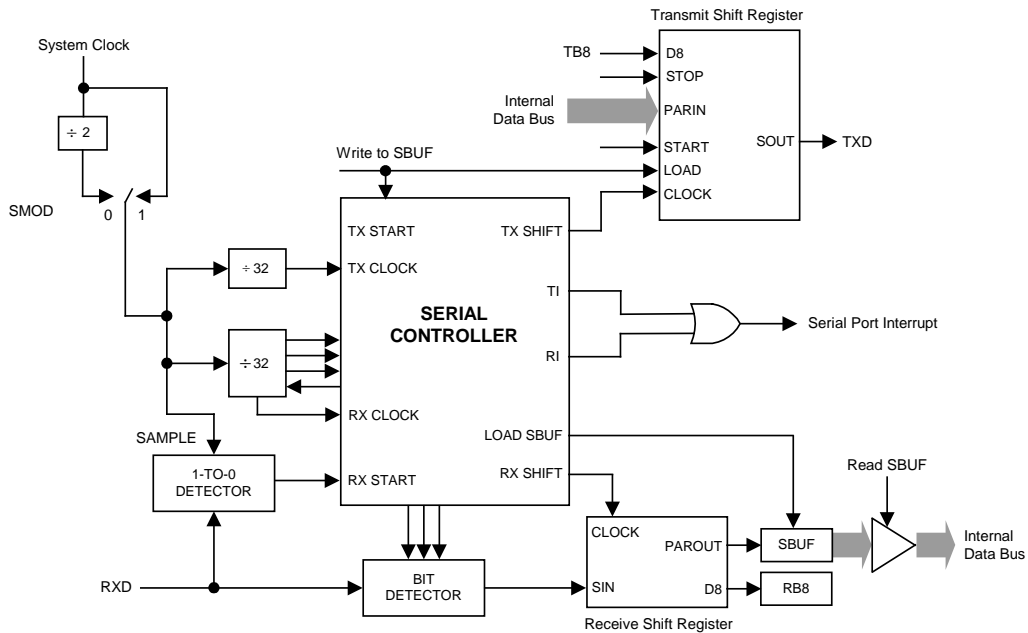 Transmit Shift Register
System Clock
TB8
D8
STOP
÷ 2
Internal
Data Bus
PARIN
START
SOUT
TXD
Write to SBUF
LOAD
CLOCK
SMOD
0
1
TX START
TX SHIFT
÷ 32
TX CLOCK
TI
SERIAL
CONTROLLER
Serial Port Interrupt
÷ 32
RI
RX CLOCK
SAMPLE
LOAD SBUF
1-TO-0
DETECTOR
RX START
RX SHIFT
Read SBUF
CLOCK
PAROUT
SBUF
Internal
Data Bus
RXD
BIT
DETECTOR
SIN
D8
RB8
Receive Shift Register